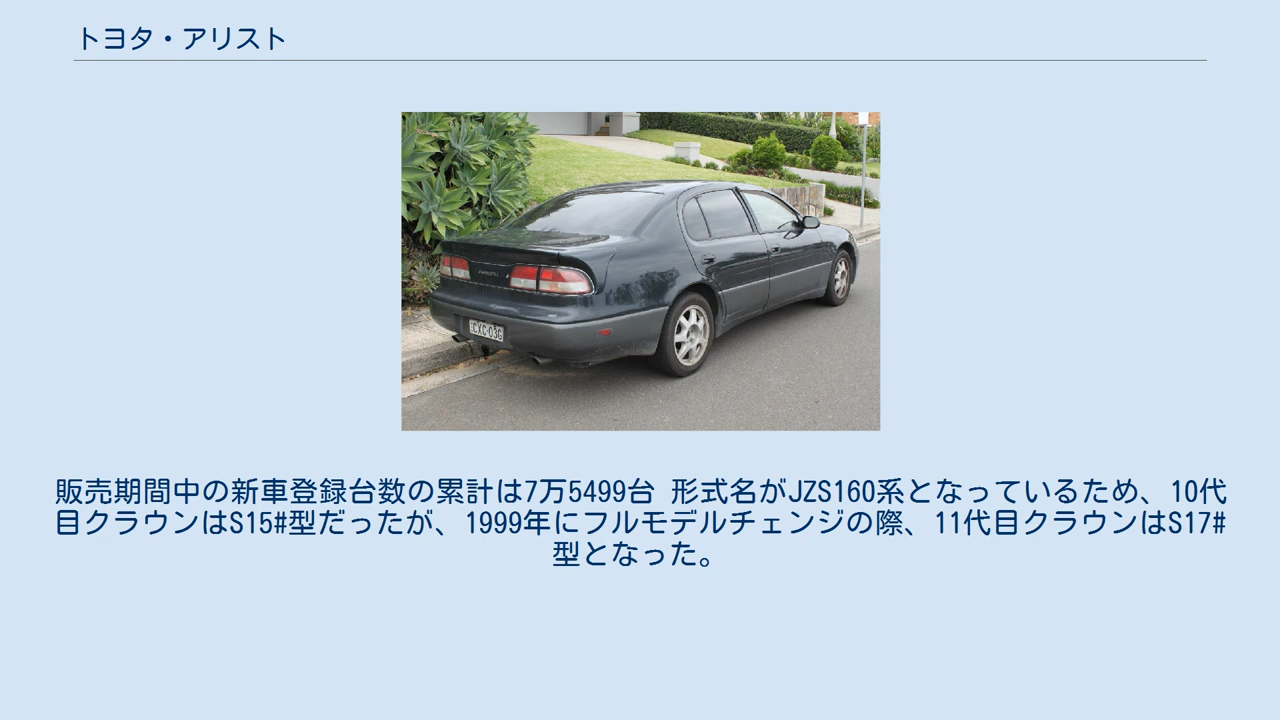 トヨタ・アリスト
CXC·03G
販売期間中の新車登録台数の累計は7万5499台 形式名がJZS160系となっているため、10代
目クラウンはS15#型だったが、1999年にフルモデルチェンジの際、11代目クラウンはS17#
型となった。